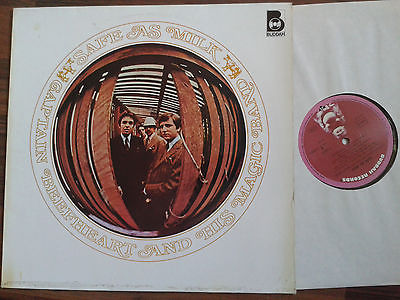 BUDDAH
SAFE AS MILK
CAPTAIN BEEFHEART AND HIS MAGIC BAND
BUDDAH RECORDS